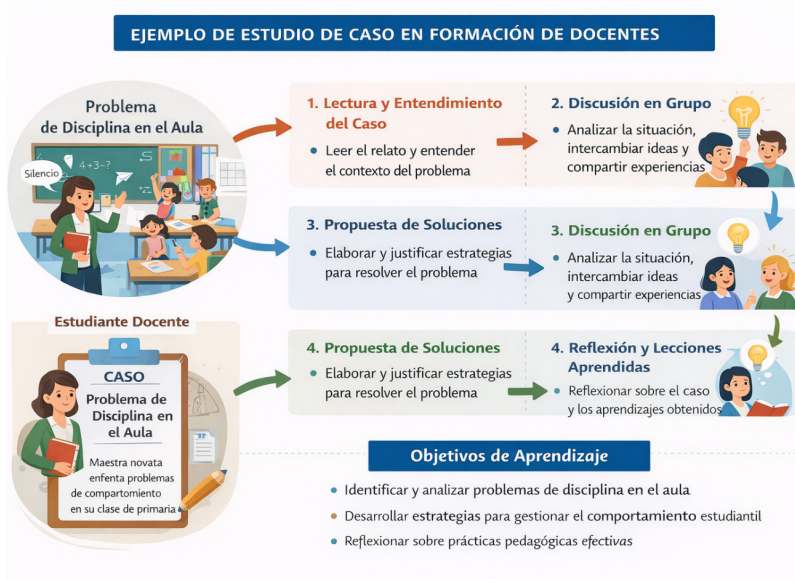 EJEMPLO DE ESTUDIO DE CASO EN FORMACIÓN DE DOCENTES
Problema
de Disciplina en el Aula
Silencio
4+3-?
1. Lectura y Entendimiento
del Caso
• Leer el relato y entender
el contexto del problema
2. Discusión en Grupo
• Analizar la situación,
intercambiar ideas y
compartir experiencias
3. Propuesta de Soluciones
• Elaborar y justificar estrategias
para resolver el problema
3. Discusión en Grupo
• Analizar la situación,
intercambiar ideas
y compartir experiencias
Estudiante Docente
CASO
Problema de
Disciplina en
el Aula
Maestra novata
enfenta problemas
de compartomiento
en su clase de primaria
4. Propuesta de Soluciones
• Elaborar y justificar estrategias
para resolver el problema
4. Reflexión y Lecciones
Aprendidas
• Reflexionar sobre el caso
y los aprendizajes obtenidos
Objetivos de Aprendizaje
• Identificar y analizar problemas de disciplina en el aula
• Desarrollar estrategias para gestionar el comportamiento estudiantil
• Reflexionar sobre prácticas pedagógicas efectivas